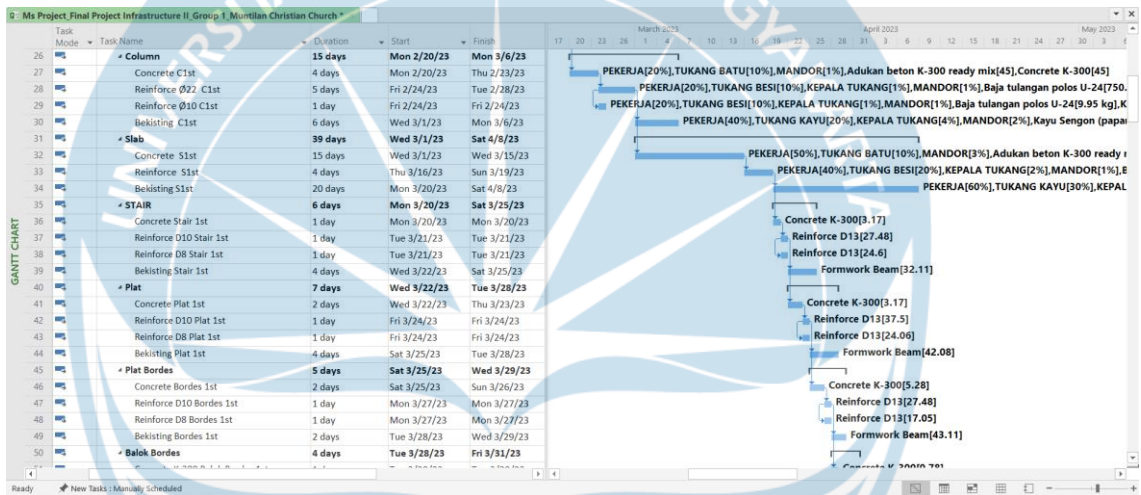 Ms Project_Final Project Infrastructure II_Group 1_Muntilan Christian Church *
Task Mode Task Name Duration Start Finish
March 2023 April 2023 May 2023
17 20 23 26 1 4 7 10 13 16 19 22 25 28 31 3 6 9 12 15 18 21 24 27 30 3 6
26 Column 15 days Mon 2/20/23 Mon 3/6/23
27 Concrete C1st 4 days Mon 2/20/23 Thu 2/23/23 PEKERJA[20%],TUKANG BATU[10%],MANDOR[1%],Adukan beton K-300 ready mix[45],Concrete K-300[45]
28 Reinforce Ø22 C1st 5 days Fri 2/24/23 Tue 2/28/23 PEKERJA[20%],TUKANG BESI[10%],KEPALA TUKANG[1%],MANDOR[1%],Baja tulangan polos U-24[750.
29 Reinforce Ø10 C1st 1 day Fri 2/24/23 Fri 2/24/23 PEKERJA[20%],TUKANG BESI[10%],KEPALA TUKANG[1%],MANDOR[1%],Baja tulangan polos U-24[9.95 kg],K
30 Bekisting C1st 6 days Wed 3/1/23 Mon 3/6/23 PEKERJA[40%],TUKANG KAYU[20%],KEPALA TUKANG[4%],MANDOR[2%],Kayu Sengon (papan
31 Slab 39 days Wed 3/1/23 Sat 4/8/23
32 Concrete S1st 15 days Wed 3/1/23 Wed 3/15/23 PEKERJA[50%],TUKANG BATU[10%],MANDOR[3%],Adukan beton K-300 ready r
33 Reinforce S1st 4 days Thu 3/16/23 Sun 3/19/23 PEKERJA[40%],TUKANG BESI[20%],KEPALA TUKANG[2%],MANDOR[1%],B
34 Bekisting S1st 20 days Mon 3/20/23 Sat 4/8/23 PEKERJA[60%],TUKANG KAYU[30%],KEPAL
35 STAIR 6 days Mon 3/20/23 Sat 3/25/23
36 Concrete Stair 1st 1 day Mon 3/20/23 Mon 3/20/23 Concrete K-300[3.17]
37 Reinforce D10 Stair 1st 1 day Tue 3/21/23 Tue 3/21/23 Reinforce D13[27.48]
38 Reinforce D8 Stair 1st 1 day Tue 3/21/23 Tue 3/21/23 Reinforce D13[24.6]
39 Bekisting Stair 1st 4 days Wed 3/22/23 Sat 3/25/23 Formwork Beam[32.11]
40 Plat 7 days Wed 3/22/23 Tue 3/28/23
41 Concrete Plat 1st 2 days Wed 3/22/23 Thu 3/23/23 Concrete K-300[3.17]
42 Reinforce D10 Plat 1st 1 day Fri 3/24/23 Fri 3/24/23 Reinforce D13[37.5]
43 Reinforce D8 Plat 1st 1 day Fri 3/24/23 Fri 3/24/23 Reinforce D13[24.06]
44 Bekisting Plat 1st 4 days Sat 3/25/23 Tue 3/28/23 Formwork Beam[42.08]
45 Plat Bordes 5 days Sat 3/25/23 Wed 3/29/23
46 Concrete Bordes 1st 2 days Sat 3/25/23 Sun 3/26/23 Concrete K-300[5.28]
47 Reinforce D10 Bordes 1st 1 day Mon 3/27/23 Mon 3/27/23 Reinforce D13[27.48]
48 Reinforce D8 Bordes 1st 1 day Mon 3/27/23 Mon 3/27/23 Reinforce D13[17.05]
49 Bekisting Bordes 1st 2 days Tue 3/28/23 Wed 3/29/23 Formwork Beam[43.11]
50 Balok Bordes 4 days Tue 3/28/23 Fri 3/31/23
GANTT CHART
Ready New Tasks : Manually Scheduled